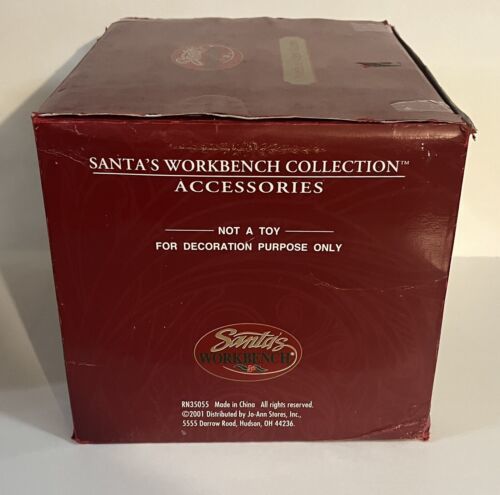 Santa's
SANTA'S WORKBENCH COLLECTION™
ACCESSORIES
NOT A TOY
FOR DECORATION PURPOSE ONLY
Santa's
WORKBENCH
RN35055 Made in China All rights reserved.
©2001 Distributed by Jo-Ann Stores, Inc.,
5555 Darrow Road, Hudson, OH 44236.